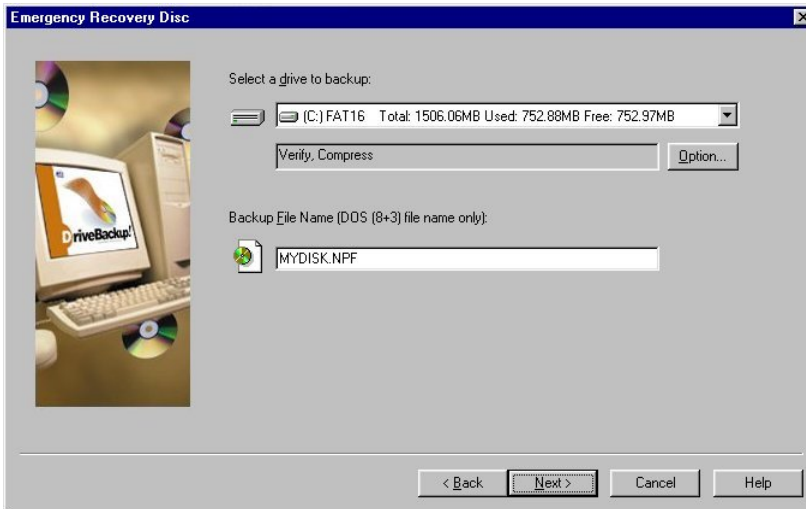 Emergency Recovery Disc
Select a drive to backup:
(C:) FAT16 Total: 1506.06MB Used: 752.88MB Free: 752.97MB
Verify, Compress
Option...
Backup File Name (DOS (8+3) file name only):
MYDISK.NPF
DriveBackup!
< Back
Next >
Cancel
Help